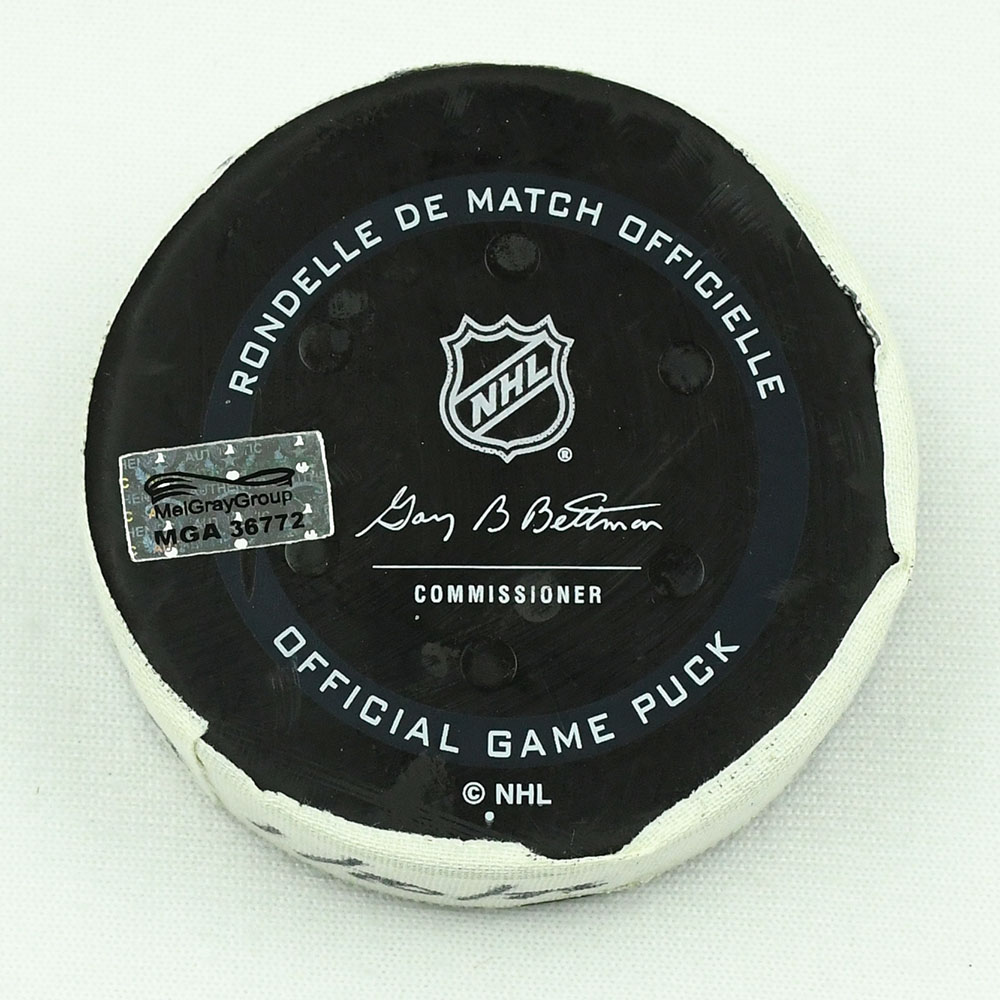 RONDELLE DE MATCH OFFICIELLE
NHL
®
MeiGrayGroup
MGA 36772
Gary B Bettman
COMMISSIONER
OFFICIAL GAME PUCK
© NHL